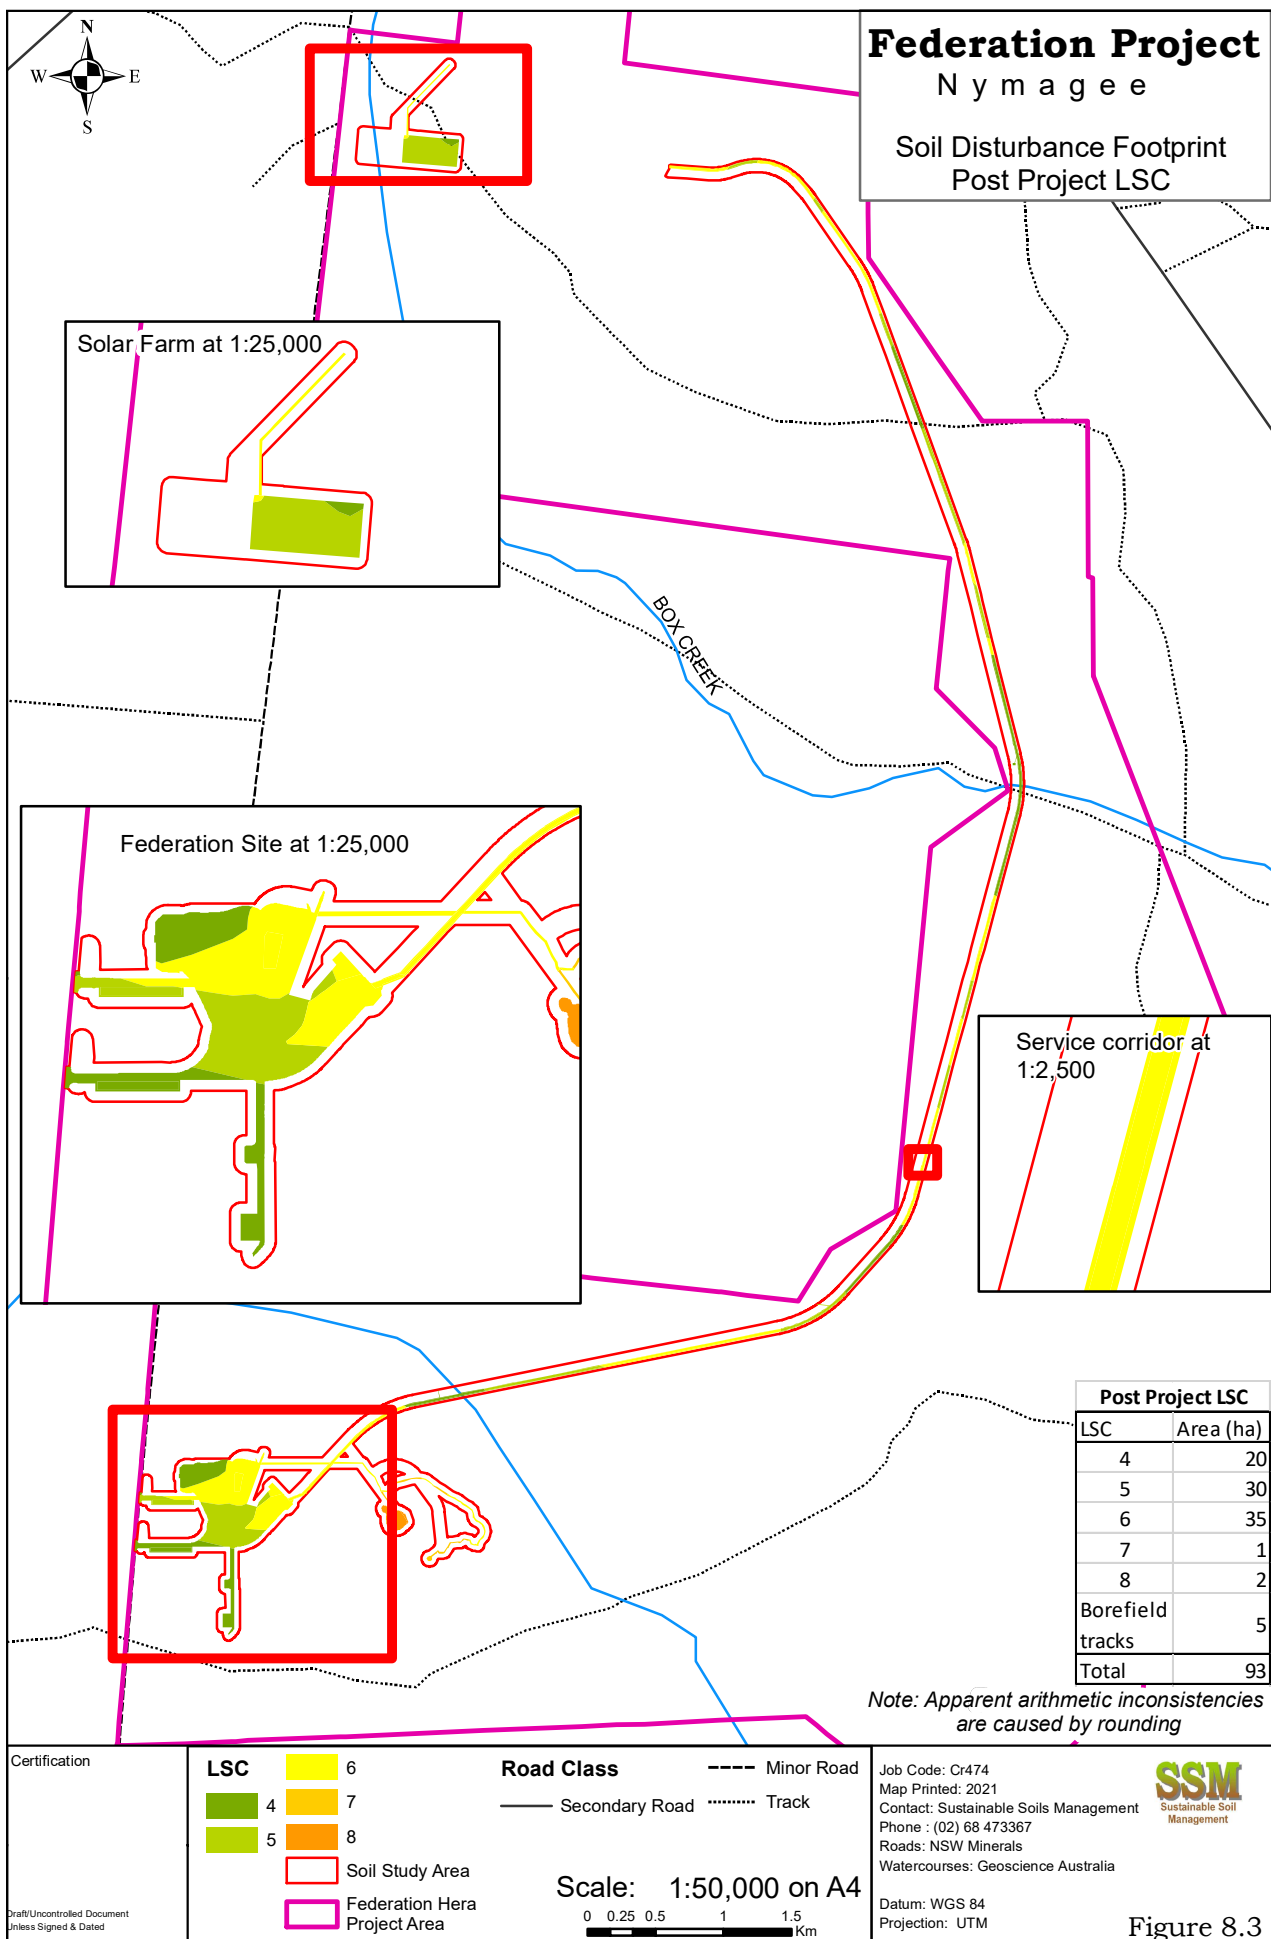 N
W
E
S
Federation Project
Nymagee
Soil Disturbance Footprint
Post Project LSC
Solar Farm at 1:25,000
BOX CREEK
Federation Site at 1:25,000
Service corridor at
1:2,500
Post Project LSC
LSC Area (ha)
4 20
5 30
6 35
7 1
8 2
Borefield
tracks 5
Total 93
Note: Apparent arithmetic inconsistencies
are caused by rounding
Certification
Draft/Uncontrolled Document
Unless Signed & Dated
LSC
4
5
6
7
8
Soil Study Area
Federation Hera
Project Area
Road Class
Secondary Road
Minor Road
Track
Scale: 1:50,000 on A4
0 0.25 0.5 1 1.5
Km
Job Code: Cr474
Map Printed: 2021
Contact: Sustainable Soils Management
Phone : (02) 68 473367
Roads: NSW Minerals
Watercourses: Geoscience Australia
Datum: WGS 84
Projection: UTM
SSM
Sustainable Soil
Management
Figure 8.3